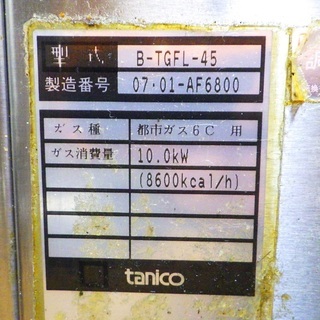 型式 B-TGFL-45
製造番号 07・01-AF6800
ガス種 都市ガス6C 用
ガス消費量 10.0kW
(8600kcal/h)
tanico